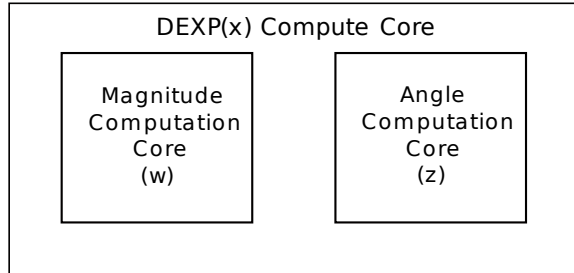 DEXP(x) Compute Core
Magnitude
Computation
Core
(w)
Angle
Computation
Core
(z)